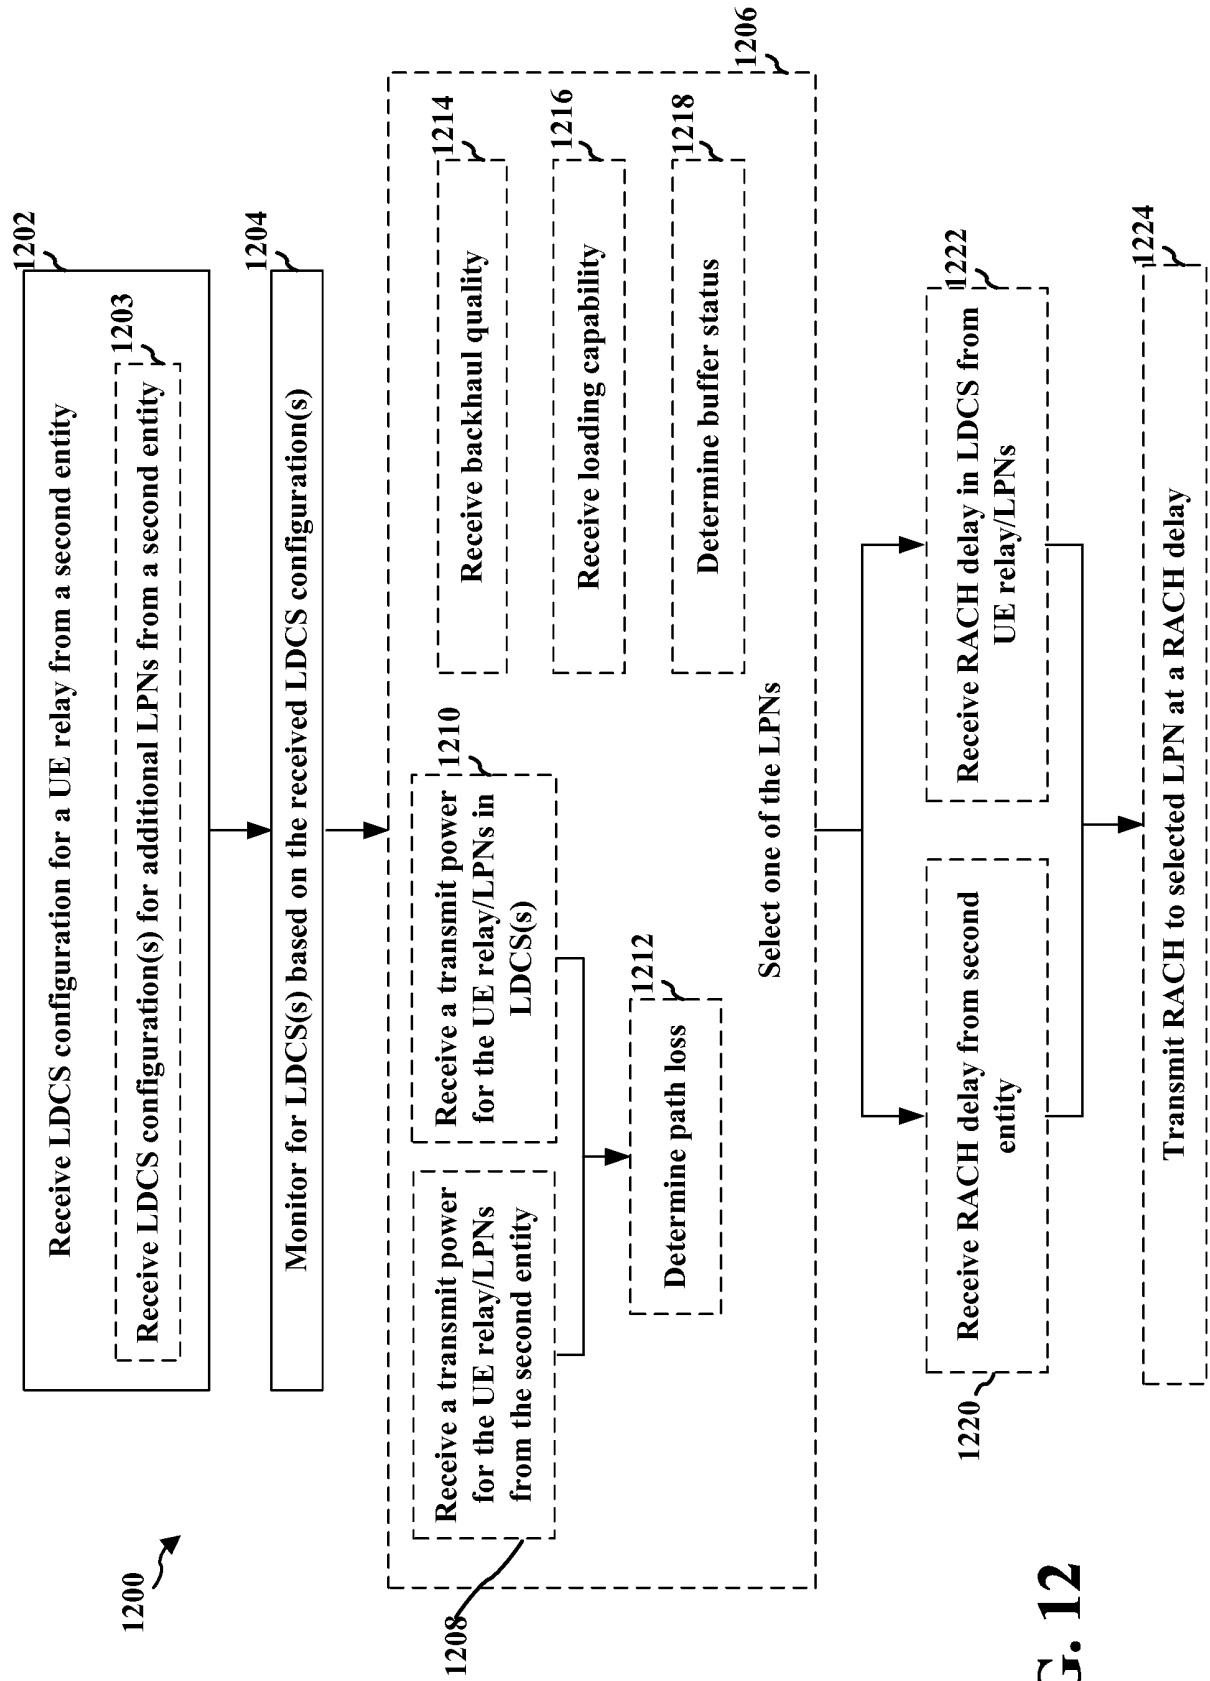 1200
1202
Receive LDCS configuration for a UE relay from a second entity
1203
Receive LDCS configuration(s) for additional LPNs from a second entity
1204
Monitor for LDCS(s) based on the received LDCS configuration(s)
1206
1208
Receive a transmit power
for the UE relay/LPNs
from the second entity
1210
Receive a transmit power
for the UE relay/LPNs in
LDCS(s)
1212
Determine path loss
1214
Receive backhaul quality
1216
Receive loading capability
1218
Determine buffer status
Select one of the LPNs
1220
Receive RACH delay from second
entity
1222
Receive RACH delay in LDCS from
UE relay/LPNs
1224
Transmit RACH to selected LPN at a RACH delay
G. 12